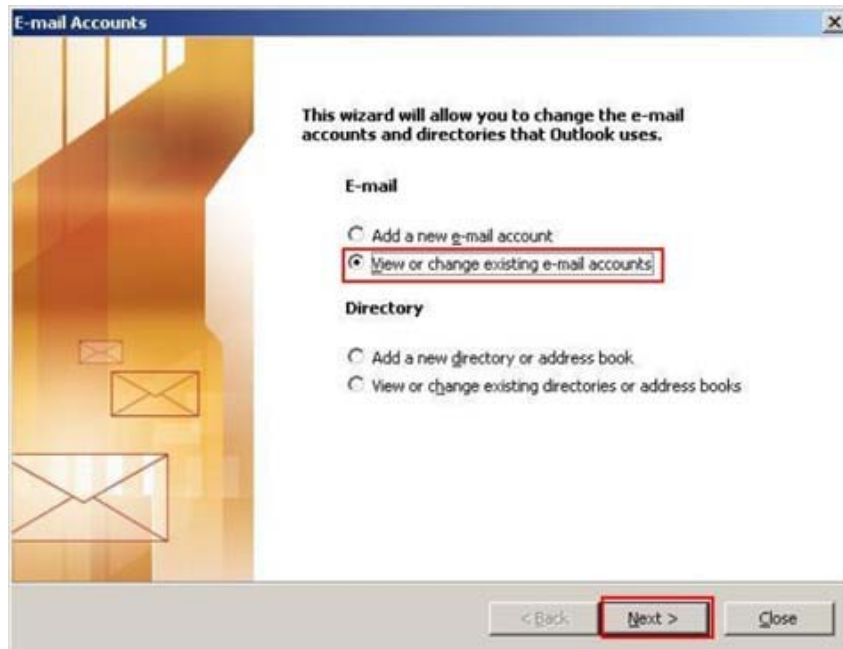 E-mail Accounts
This wizard will allow you to change the e-mail
accounts and directories that Outlook uses.
E-mail
Add a new e-mail account
View or change existing e-mail accounts
Directory
Add a new directory or address book
View or change existing directories or address books
< Back
Next >
Close